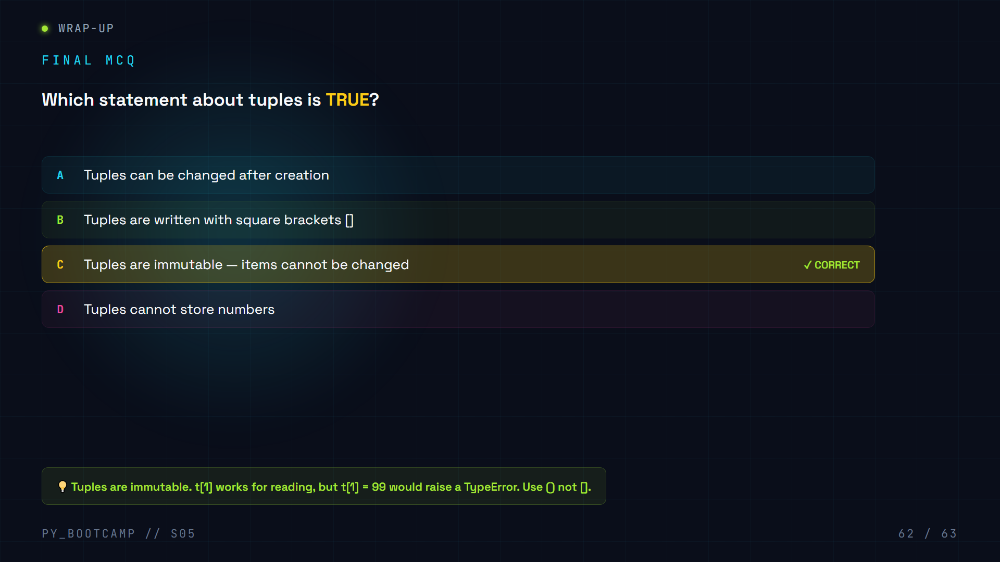 WRAP-UP
FINAL MCQ
Which statement about tuples is TRUE?
A Tuples can be changed after creation
B Tuples are written with square brackets []
C Tuples are immutable — items cannot be changed ✓ CORRECT
D Tuples cannot store numbers
💡 Tuples are immutable. t[1] works for reading, but t[1] = 99 would raise a TypeError. Use () not [].
PY_BOOTCAMP // S05
62 / 63